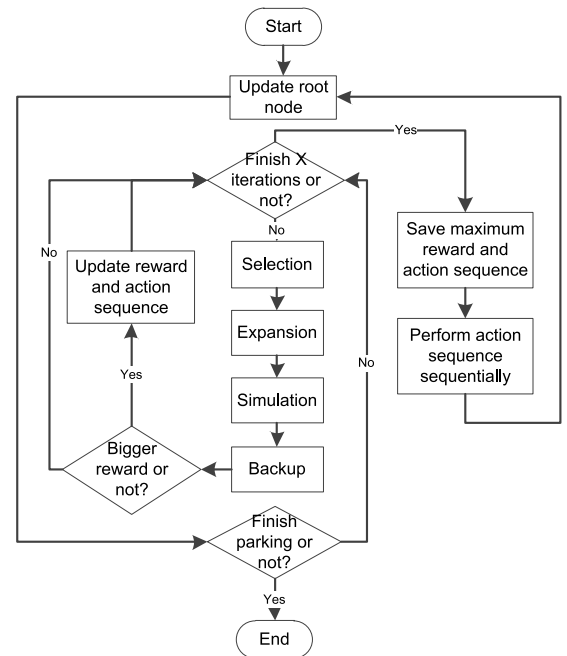 Start
Update root
node
Yes
Finish X
iterations or
not?
No
No
Selection
Save maximum
reward and
action sequence
Update reward
and action
sequence
Expansion
Perform action
sequence
sequentially
No
Yes
Simulation
Bigger
reward or
not?
Backup
Finish
parking or
not?
Yes
End